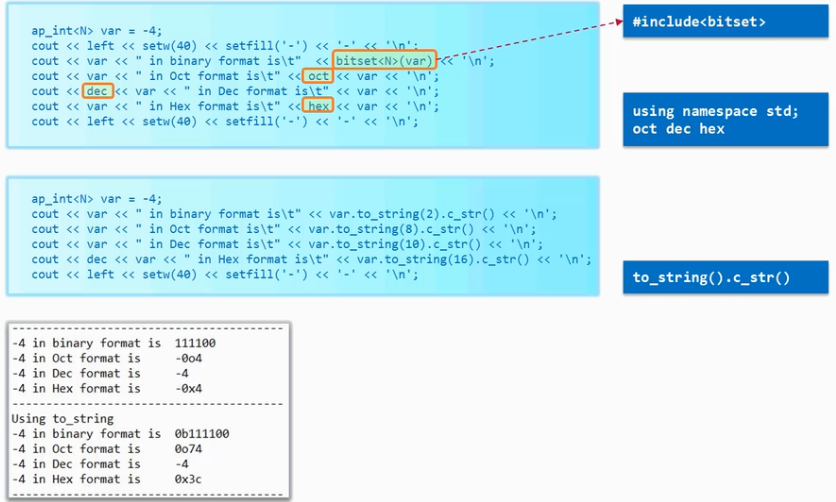 ap_int<N> var = -4;
cout << left << setw(40) << setfill('-') << '-' << '\n';
cout << var << " in binary format is\t" << bitset<N>(var) << '\n';
cout << var << " in Oct format is\t" << oct << var << '\n';
cout << dec << var << " in Dec format is\t" << var << '\n';
cout << var << " in Hex format is\t" << hex << var << '\n';
cout << left << setw(40) << setfill('-') << '-' << '\n';
#include<bitset>
using namespace std;
oct dec hex
ap_int<N> var = -4;
cout << var << " in binary format is\t" << var.to_string(2).c_str() << '\n';
cout << var << " in Oct format is\t" << var.to_string(8).c_str() << '\n';
cout << var << " in Dec format is\t" << var.to_string(10).c_str() << '\n';
cout << dec << var << " in Hex format is\t" << var.to_string(16).c_str() << '\n';
cout << left << setw(40) << setfill('-') << '-' << '\n';
to_string().c_str()
----------------------------------------
-4 in binary format is 111100
-4 in Oct format is -0o4
-4 in Dec format is -4
-4 in Hex format is -0x4
----------------------------------------
Using to_string
-4 in binary format is 0b111100
-4 in Oct format is 0o74
-4 in Dec format is -4
-4 in Hex format is 0x3c
----------------------------------------